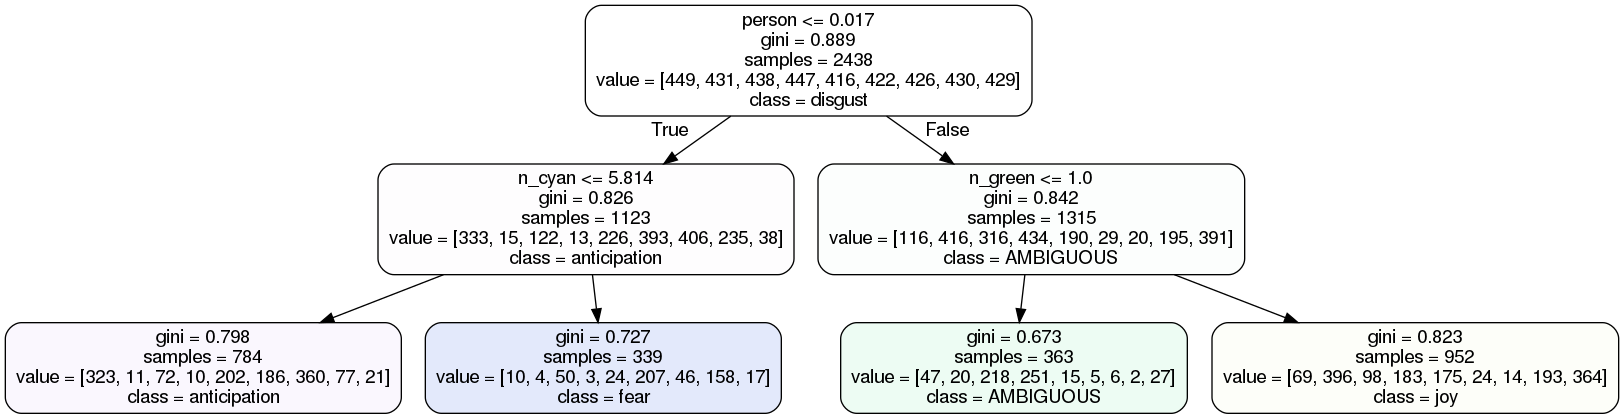 person <= 0.017
gini = 0.889
samples = 2438
value = [449, 431, 438, 447, 416, 422, 426, 430, 429]
class = disgust
True
False
n_cyan <= 5.814
gini = 0.826
samples = 1123
value = [333, 15, 122, 13, 226, 393, 406, 235, 38]
class = anticipation
n_green <= 1.0
gini = 0.842
samples = 1315
value = [116, 416, 316, 434, 190, 29, 20, 195, 391]
class = AMBIGUOUS
gini = 0.798
samples = 784
value = [323, 11, 72, 10, 202, 186, 360, 77, 21]
class = anticipation
gini = 0.727
samples = 339
value = [10, 4, 50, 3, 24, 207, 46, 158, 17]
class = fear
gini = 0.673
samples = 363
value = [47, 20, 218, 251, 15, 5, 6, 2, 27]
class = AMBIGUOUS
gini = 0.823
samples = 952
value = [69, 396, 98, 183, 175, 24, 14, 193, 364]
class = joy